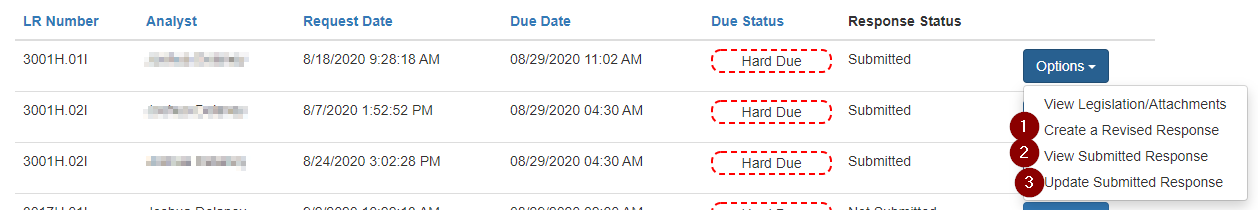 LR Number Analyst Request Date Due Date Due Status Response Status
3001H.01I 8/18/2020 9:28:18 AM 08/29/2020 11:02 AM Hard Due Submitted Options
View Legislation/Attachments
3001H.02I 8/7/2020 1:52:52 PM 08/29/2020 04:30 AM Hard Due Submitted
1 Create a Revised Response
2 View Submitted Response
3001H.02I 8/24/2020 3:02:28 PM 08/29/2020 04:30 AM Hard Due Submitted
3 Update Submitted Response